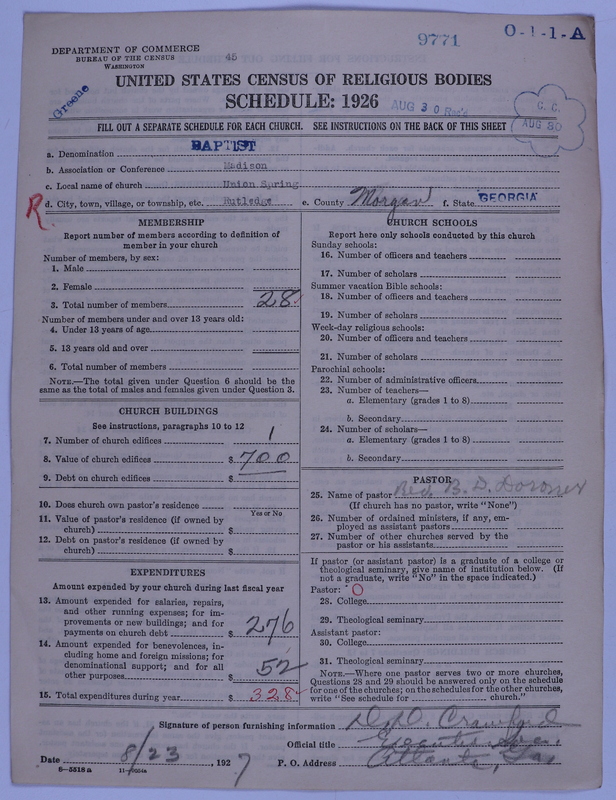 9771
O-1-1-A
DEPARTMENT OF COMMERCE
BUREAU OF THE CENSUS
WASHINGTON
45
UNITED STATES CENSUS OF RELIGIOUS BODIES
SCHEDULE: 1926
Greene
AUG 30 Rec'd
C. C.
AUG 30
FILL OUT A SEPARATE SCHEDULE FOR EACH CHURCH. SEE INSTRUCTIONS ON THE BACK OF THIS SHEET
a. Denomination BAPTIST
b. Association or Conference Madison
c. Local name of church Union Spring
R
d. City, town, village, or township, etc. Rutledge e. County Morgan f. State GEORGIA
MEMBERSHIP
Report number of members according to definition of member in your church
Number of members, by sex:
1. Male
2. Female
3. Total number of members 28
Number of members under and over 13 years old:
4. Under 13 years of age
5. 13 years old and over
6. Total number of members
NOTE.—The total given under Question 6 should be the same as the total of males and females given under Question 3.
CHURCH BUILDINGS
See instructions, paragraphs 10 to 12
7. Number of church edifices 1
8. Value of church edifices $ 700
9. Debt on church edifices $
10. Does church own pastor's residence
Yes or No
11. Value of pastor's residence (if owned by church) $
12. Debt on pastor's residence (if owned by church) $
EXPENDITURES
Amount expended by your church during last fiscal year
13. Amount expended for salaries, repairs, and other running expenses; for improvements or new buildings; and for payments on church debt $ 276
14. Amount expended for benevolences, including home and foreign missions; for denominational support; and for all other purposes $ 52
15. Total expenditures during year $ 328
CHURCH SCHOOLS
Report here only schools conducted by this church
Sunday schools:
16. Number of officers and teachers
17. Number of scholars
Summer vacation Bible schools:
18. Number of officers and teachers
19. Number of scholars
Week-day religious schools:
20. Number of officers and teachers
21. Number of scholars
Parochial schools:
22. Number of administrative officers
23. Number of teachers—
a. Elementary (grades 1 to 8)
b. Secondary
24. Number of scholars—
a. Elementary (grades 1 to 8)
b. Secondary
PASTOR
25. Name of pastor Rev. B. D.
(If church has no pastor, write "None")
26. Number of ordained ministers, if any, employed as assistant pastors
27. Number of other churches served by the pastor or his assistants
If pastor (or assistant pastor) is a graduate of a college or theological seminary, give name of institution below. (If not a graduate, write "No" in the space indicated.)
Pastor: O
28. College
29. Theological seminary
Assistant pastor:
30. College
31. Theological seminary
NOTE.—Where one pastor serves two or more churches, Questions 28 and 29 should be answered only on the schedule for one of the churches; on the schedules for the other churches, write "See schedule for church."
Signature of person furnishing information Crawford
Official title
Date 8/23, 1927 P. O. Address Atlanta, Ga.
6—5518 a